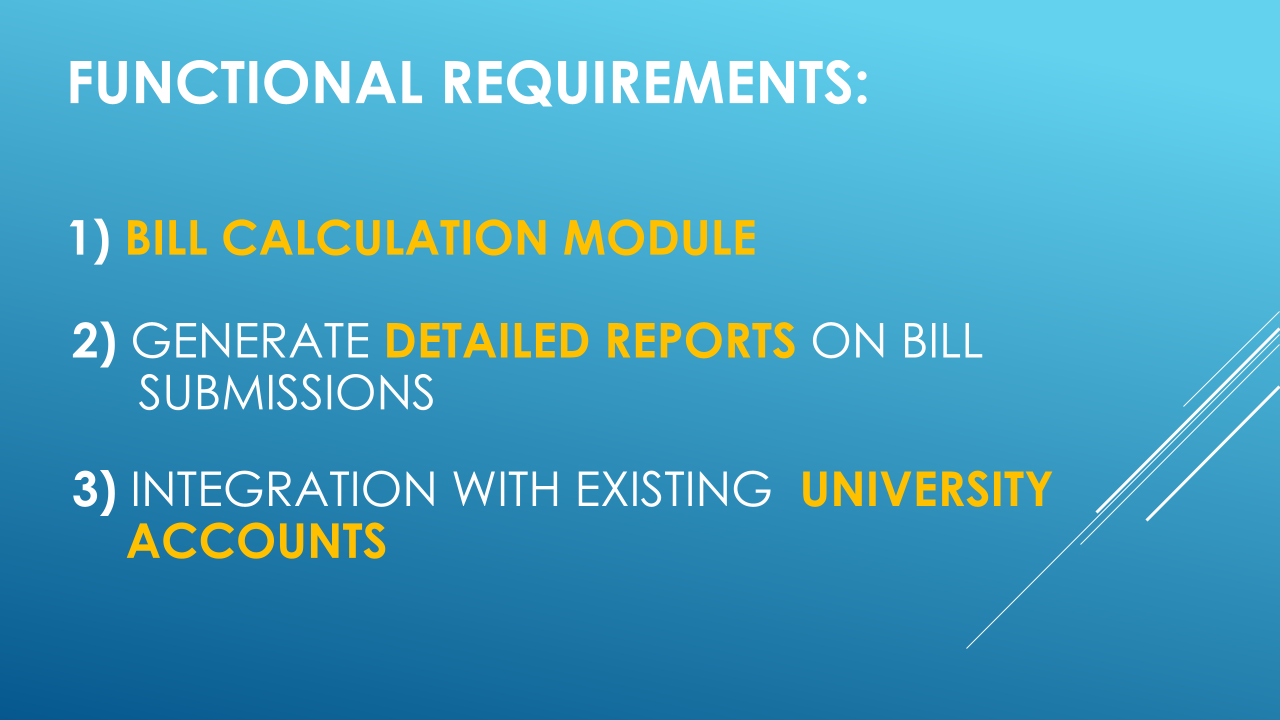 FUNCTIONAL REQUIREMENTS:
1) BILL CALCULATION MODULE
2) GENERATE DETAILED REPORTS ON BILL
SUBMISSIONS
3) INTEGRATION WITH EXISTING UNIVERSITY
ACCOUNTS